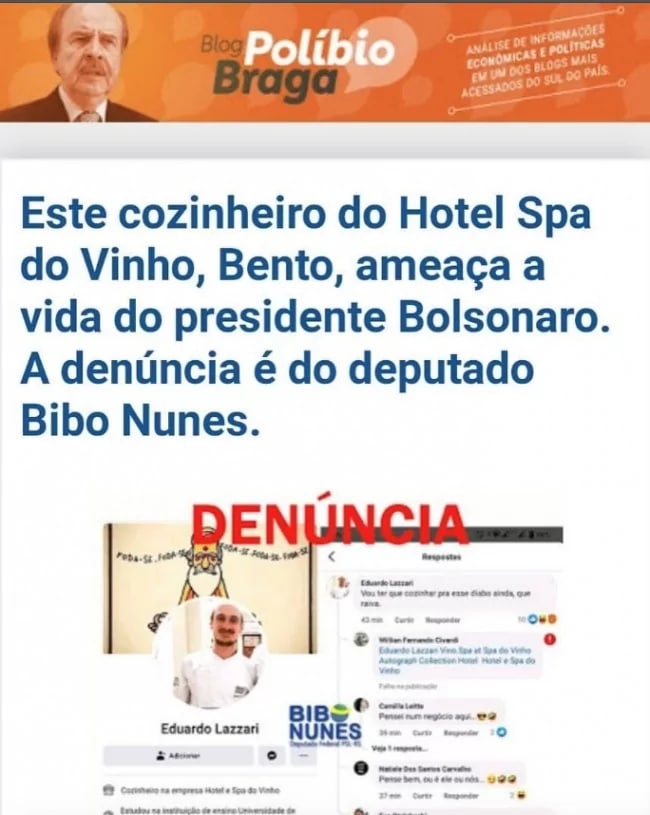 Blog Políbio
Braga
ANÁLISE DE INFORMAÇÕES
ECONÔMICAS E POLÍTICAS
EM UM DOS BLOGS MAIS
ACESSADOS DO SUL DO PAÍS.
Este cozinheiro do Hotel Spa
do Vinho, Bento, ameaça a
vida do presidente Bolsonaro.
A denúncia é do deputado
Bibo Nunes.
DENÚNCIA
FODA-SE. FODA-SE. FODA-SE. FODA-SE. FODA-SE.
Eduardo Lazzari
Adicionar
Cozinheiro na empresa Hotel e Spa do Vinho
Estudou na instituição de ensino Universidade de
BIBO
NUNES
Deputado Federal PSL-RS
Respostas
Eduardo Lazzari
Vou ter que cozinhar pra esse diabo ainda, que
raiva.
43 min Curtir Responder 10
Willian Fernando Civardi
Eduardo Lazzari Vino Spa at Spa do Vinho
Autograph Collection Hotel Hotel e Spa do
Vinho
Falha na publicação
Camilla Leitte
Pensei num negócio aqui..
39 min Curtir Responder 2
Veja 1 resposta...
Natiele Dos Santos Carvalho
Pense bem, ou é ele ou nós...
37 min Curtir Responder 2